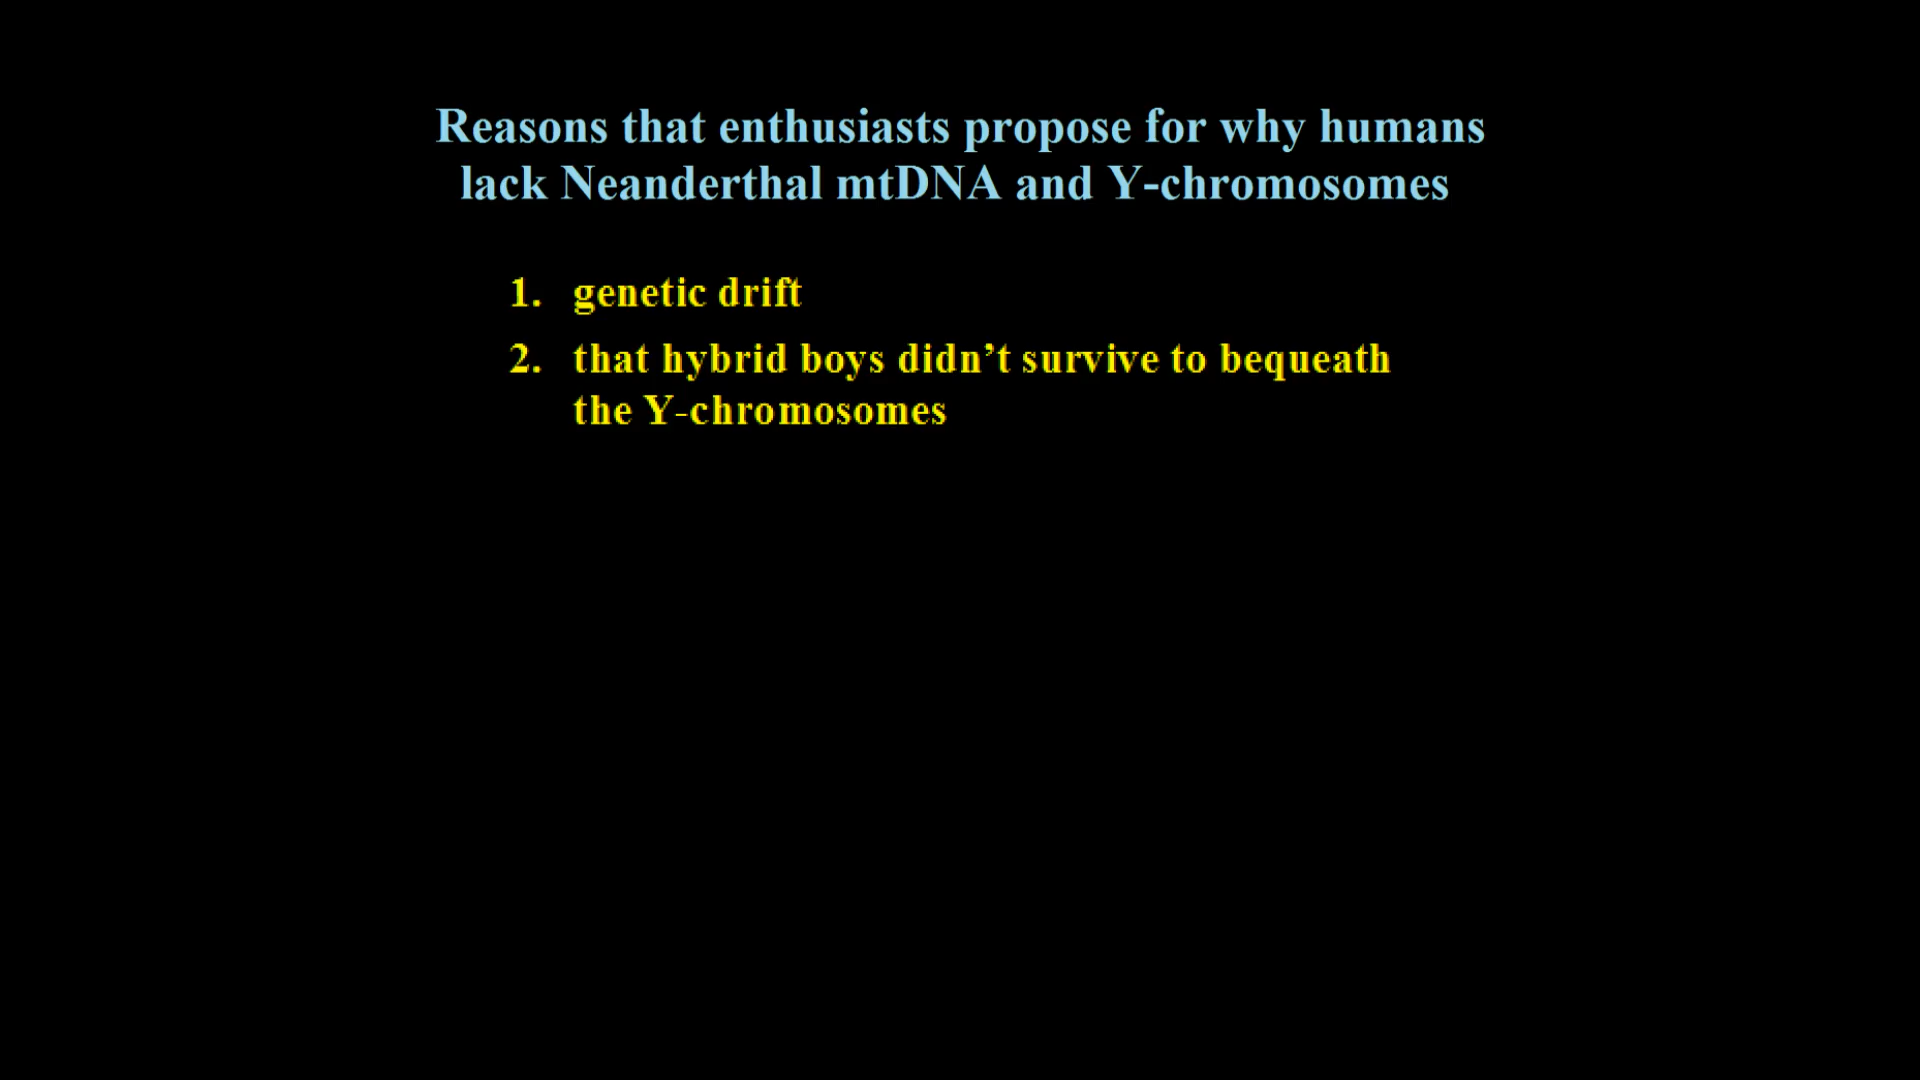 Reasons that enthusiasts propose for why humans
lack Neanderthal mtDNA and Y-chromosomes
1. genetic drift
2. that hybrid boys didn’t survive to bequeath
the Y-chromosomes